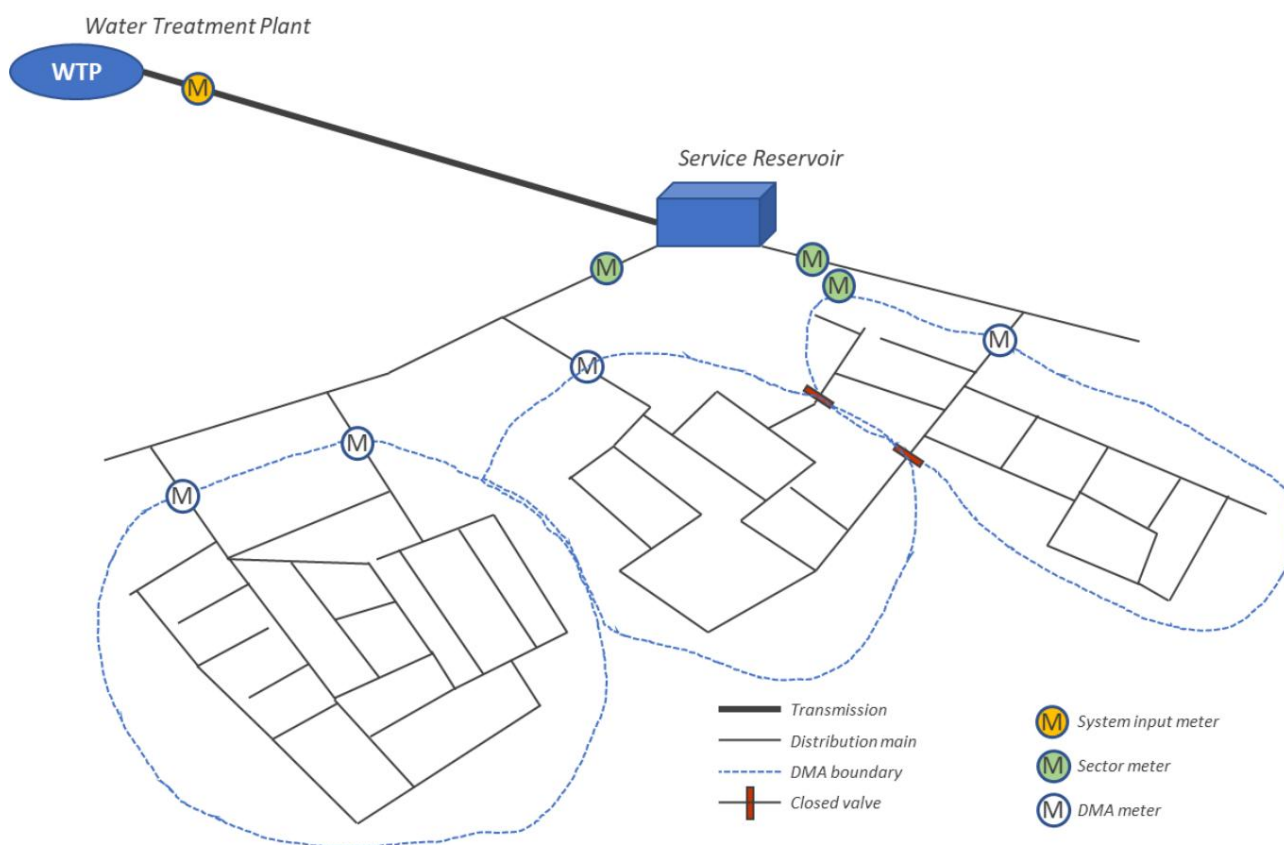 Water Treatment Plant
WTP
M
Service Reservoir
M
M
M
M
M
M
M
Transmission
Distribution main
DMA boundary
Closed valve
M System input meter
M Sector meter
M DMA meter